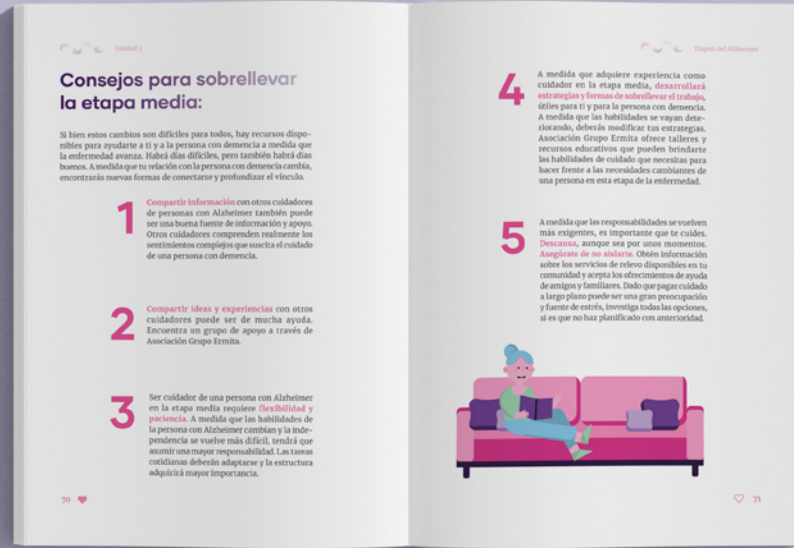 Unidad 3
Consejos para sobrellevar
la etapa media:
Si bien estos cambios son difíciles para todos, hay recursos dispo-
nibles para ayudarte a ti y a la persona con demencia a medida que
la enfermedad avanza. Habrá días difíciles, pero también habrá días
buenos. A medida que tu relación con la persona con demencia cambia,
encontrarás nuevas formas de conectarse y profundizar el vínculo.
1
Compartir información con otros cuidadores
de personas con Alzheimer también puede
ser una buena fuente de información y apoyo.
Otros cuidadores comprenden realmente los
sentimientos complejos que suscita el cuidado
de una persona con demencia.
2
Compartir ideas y experiencias con otros
cuidadores puede ser de mucha ayuda.
Encuentra un grupo de apoyo a través de
Asociación Grupo Ermita.
3
Ser cuidador de una persona con Alzheimer
en la etapa media requiere flexibilidad y
paciencia. A medida que las habilidades de
la persona con Alzheimer cambian y la inde-
pendencia se vuelve más difícil, tendrá que
asumir una mayor responsabilidad. Las tareas
cotidianas deberán adaptarse y la estructura
adquirirá mayor importancia.
70
Etapas del Alzheimer
4
A medida que adquiere experiencia como
cuidador en la etapa media, desarrollará
estrategias y formas de sobrellevar el trabajo,
útiles para ti y para la persona con demencia.
A medida que las habilidades se vayan dete-
riorando, deberás modificar tus estrategias.
Asociación Grupo Ermita ofrece talleres y
recursos educativos que pueden brindarte
las habilidades de cuidado que necesitas para
hacer frente a las necesidades cambiantes de
una persona en esta etapa de la enfermedad.
5
A medida que las responsabilidades se vuelven
más exigentes, es importante que te cuides.
Descansa, aunque sea por unos momentos.
Asegúrate de no aislarte. Obtén información
sobre los servicios de relevo disponibles en tu
comunidad y acepta los ofrecimientos de ayuda
de amigos y familiares. Dado que pagar cuidado
a largo plazo puede ser una gran preocupación
y fuente de estrés, investiga todas las opciones,
si es que no haz planificado con anterioridad.
71